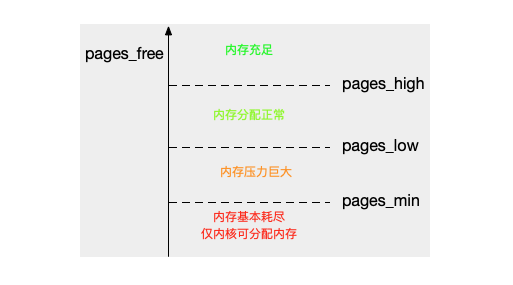 内存充足
pages_free
pages_high
内存分配正常
pages_low
内存压力巨大
pages_min
内存基本耗尽
仅内核可分配内存